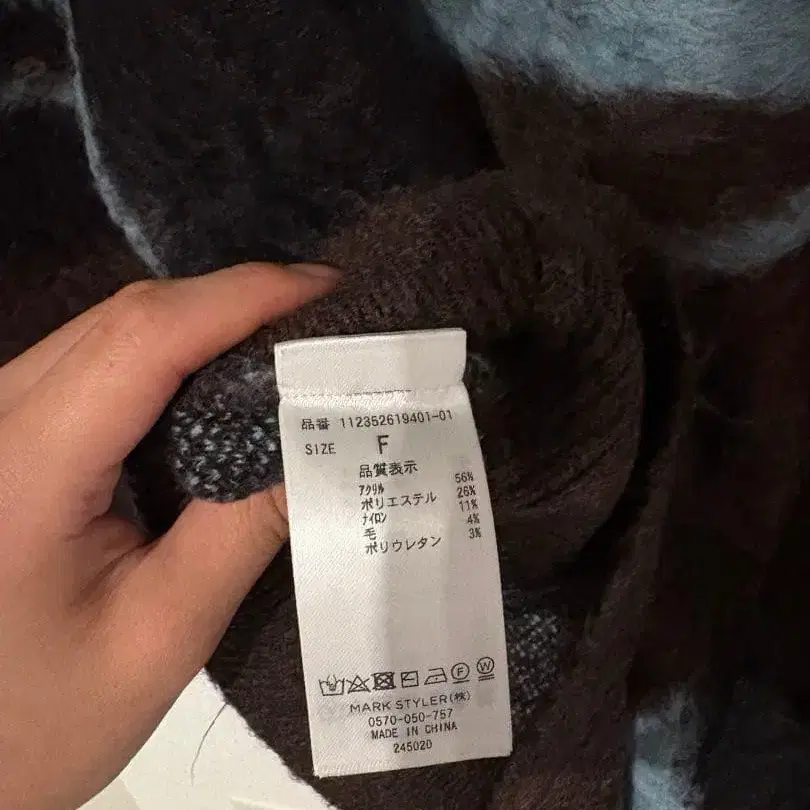 品番 112352619401-01
SIZE F
品質表示
アクリル 56%
ポリエステル 26%
ナイロン 11%
毛 4%
ポリウレタン 3%
F W
MARK STYLER(株)
0570-050-757
MADE IN CHINA
245020